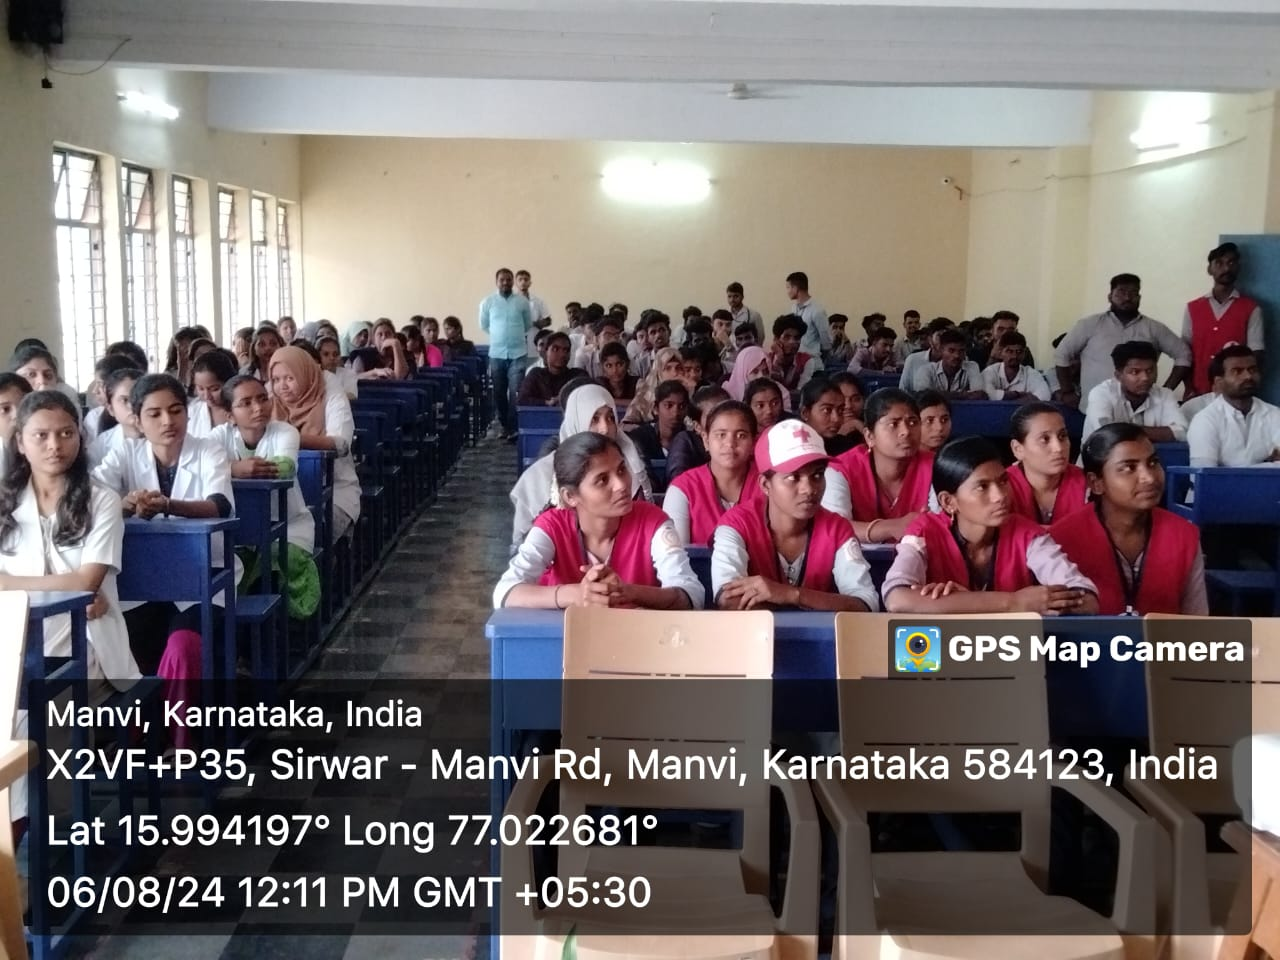 GPS Map Camera
Manvi, Karnataka, India
X2VF+P35, Sirwar - Manvi Rd, Manvi, Karnataka 584123, India
Lat 15.994197° Long 77.022681°
06/08/24 12:11 PM GMT +05:30